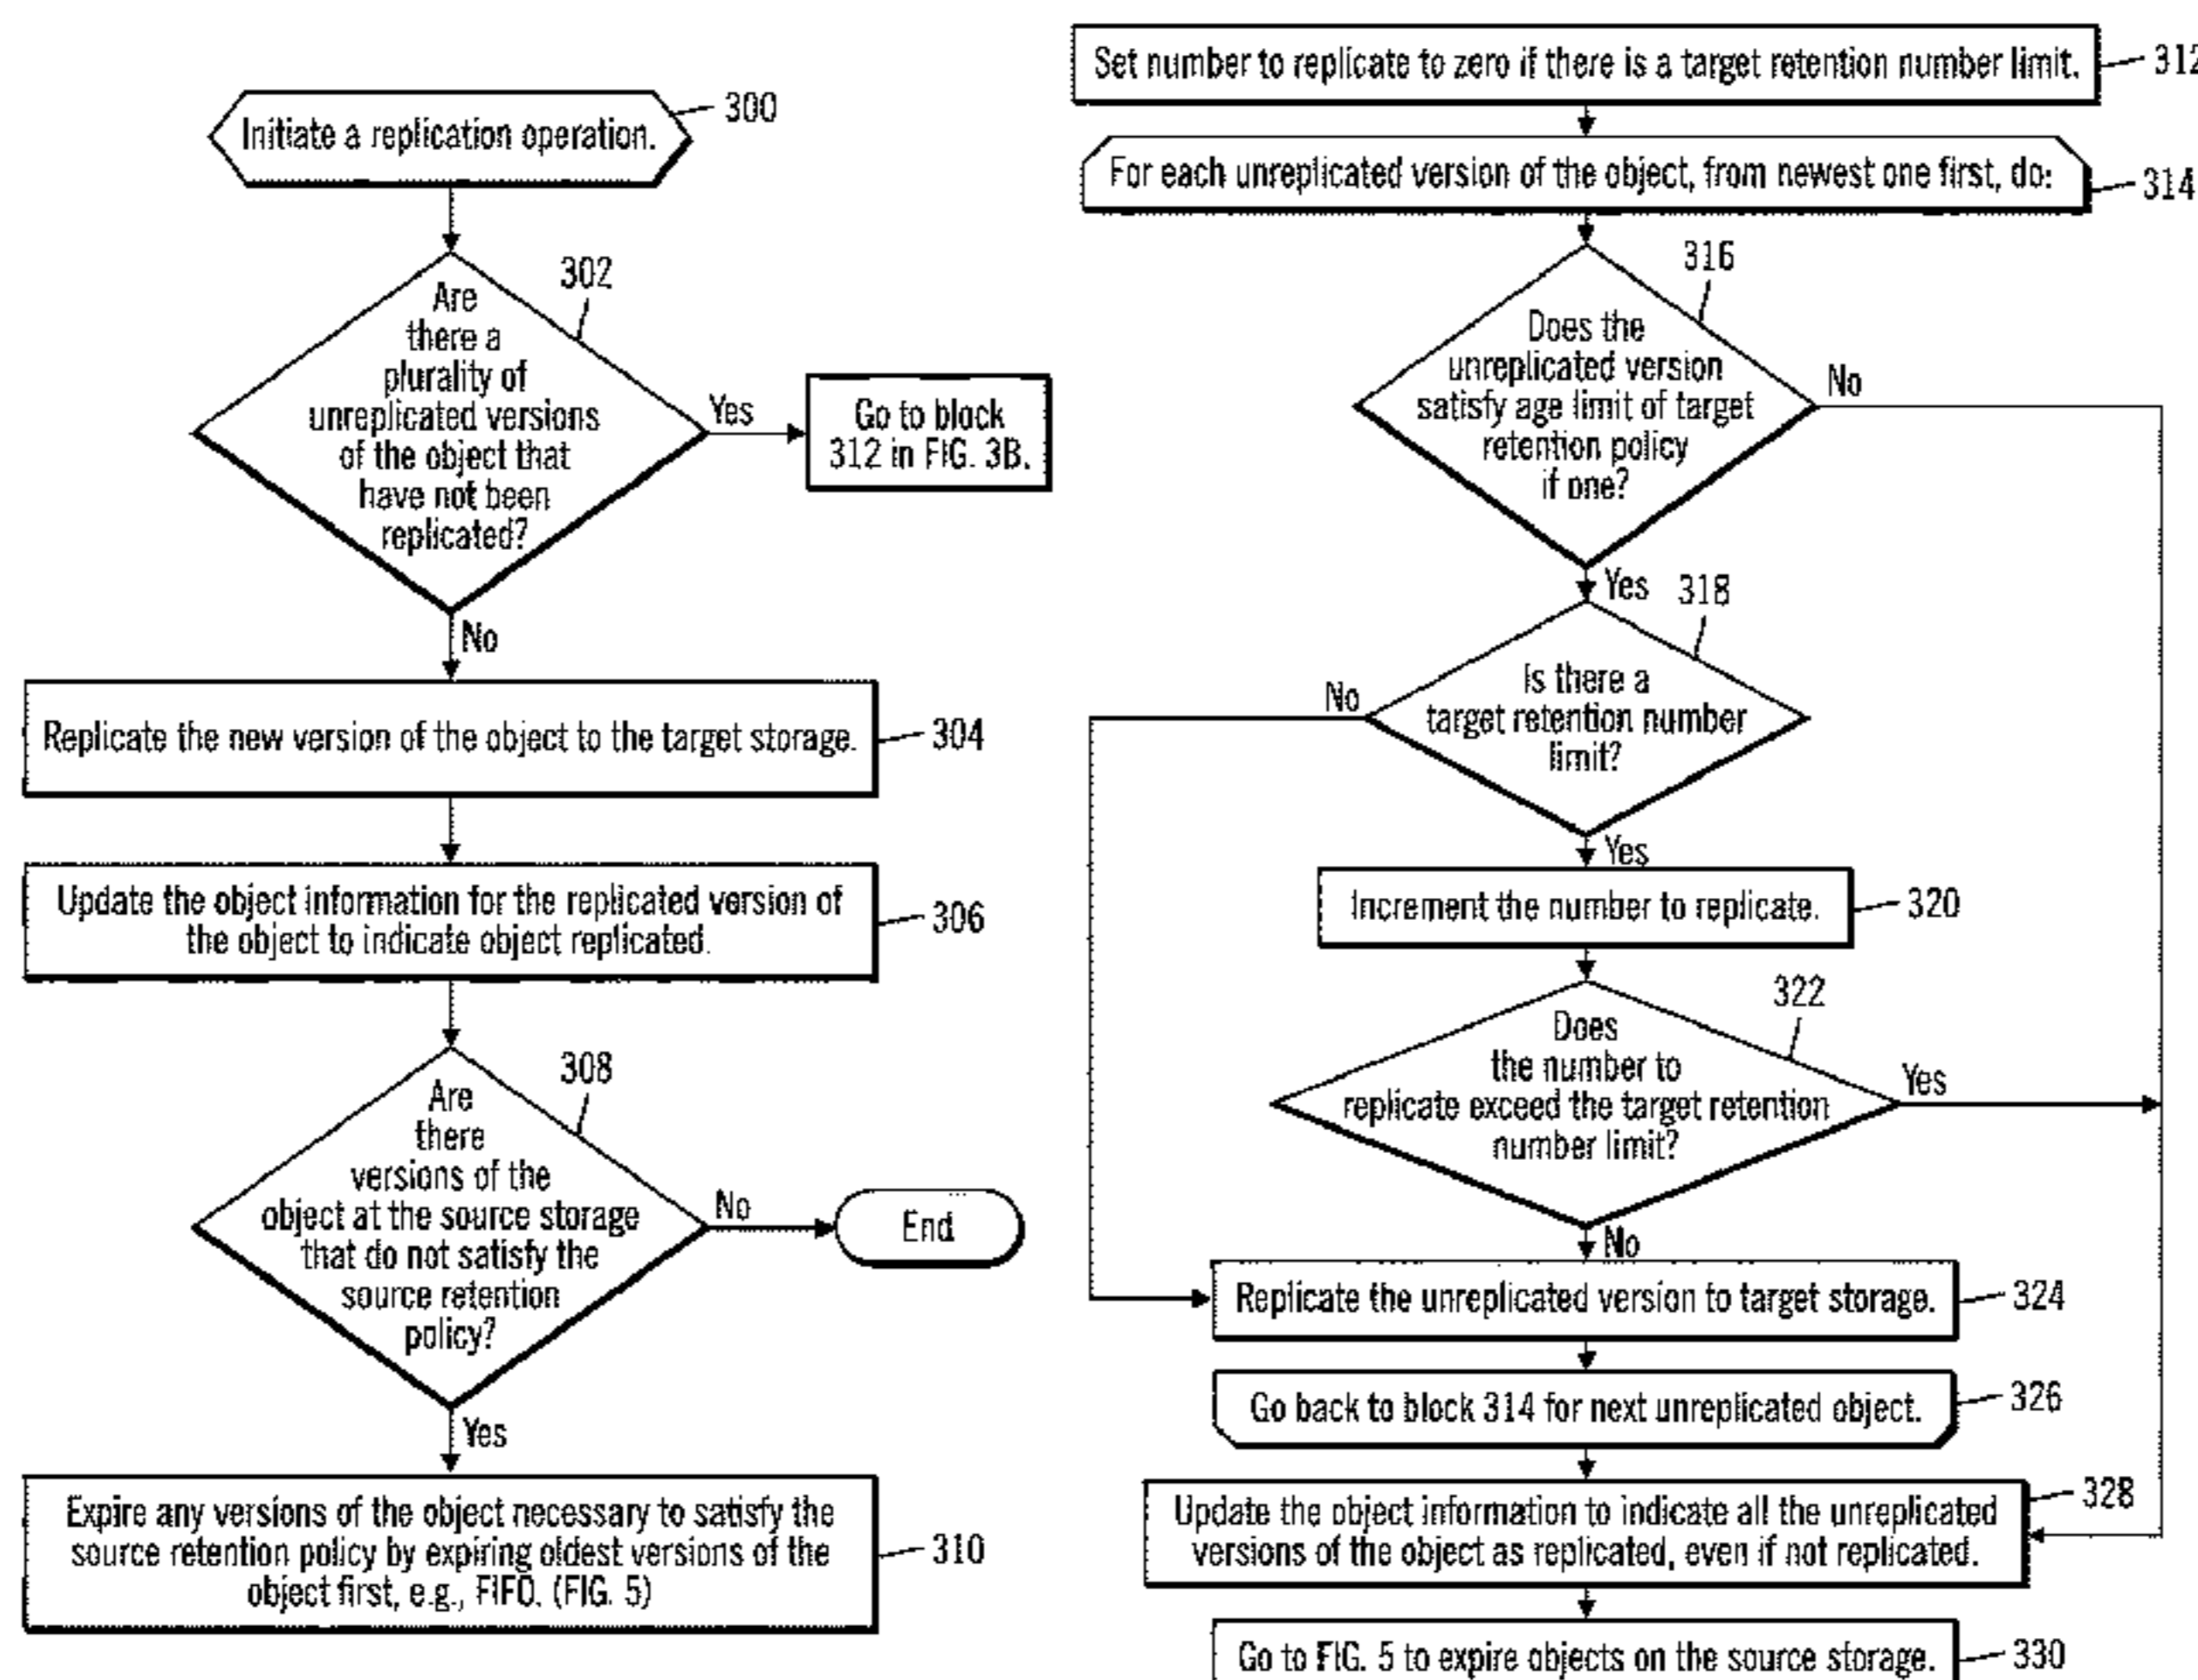 Initiate a replication operation.
300
Are
there a
plurality of
unreplicated versions
of the object that
have not been
replicated?
302
Yes
Go to block
312 in FIG. 3B.
No
Replicate the new version of the object to the target storage.
304
Update the object information for the replicated version of
the object to indicate object replicated.
306
Are
there
versions of the
object at the source storage
that do not satisfy the
source retention
policy?
308
No
End
Yes
Expire any versions of the object necessary to satisfy the
source retention policy by expiring oldest versions of the
object first, e.g., FIFO. (FIG. 5)
310
Set number to replicate to zero if there is a target retention number limit.
312
For each unreplicated version of the object, from newest one first, do:
314
Does the
unreplicated version
satisfy age limit of target
retention policy
if one?
316
No
Yes
Is there a
target retention number
limit?
318
No
Yes
Increment the number to replicate.
320
Does
the number to
replicate exceed the target retention
number limit?
322
Yes
No
Replicate the unreplicated version to target storage.
324
Go back to block 314 for next unreplicated object.
326
Update the object information to indicate all the unreplicated
versions of the object as replicated, even if not replicated.
328
Go to FIG. 5 to expire objects on the source storage.
330